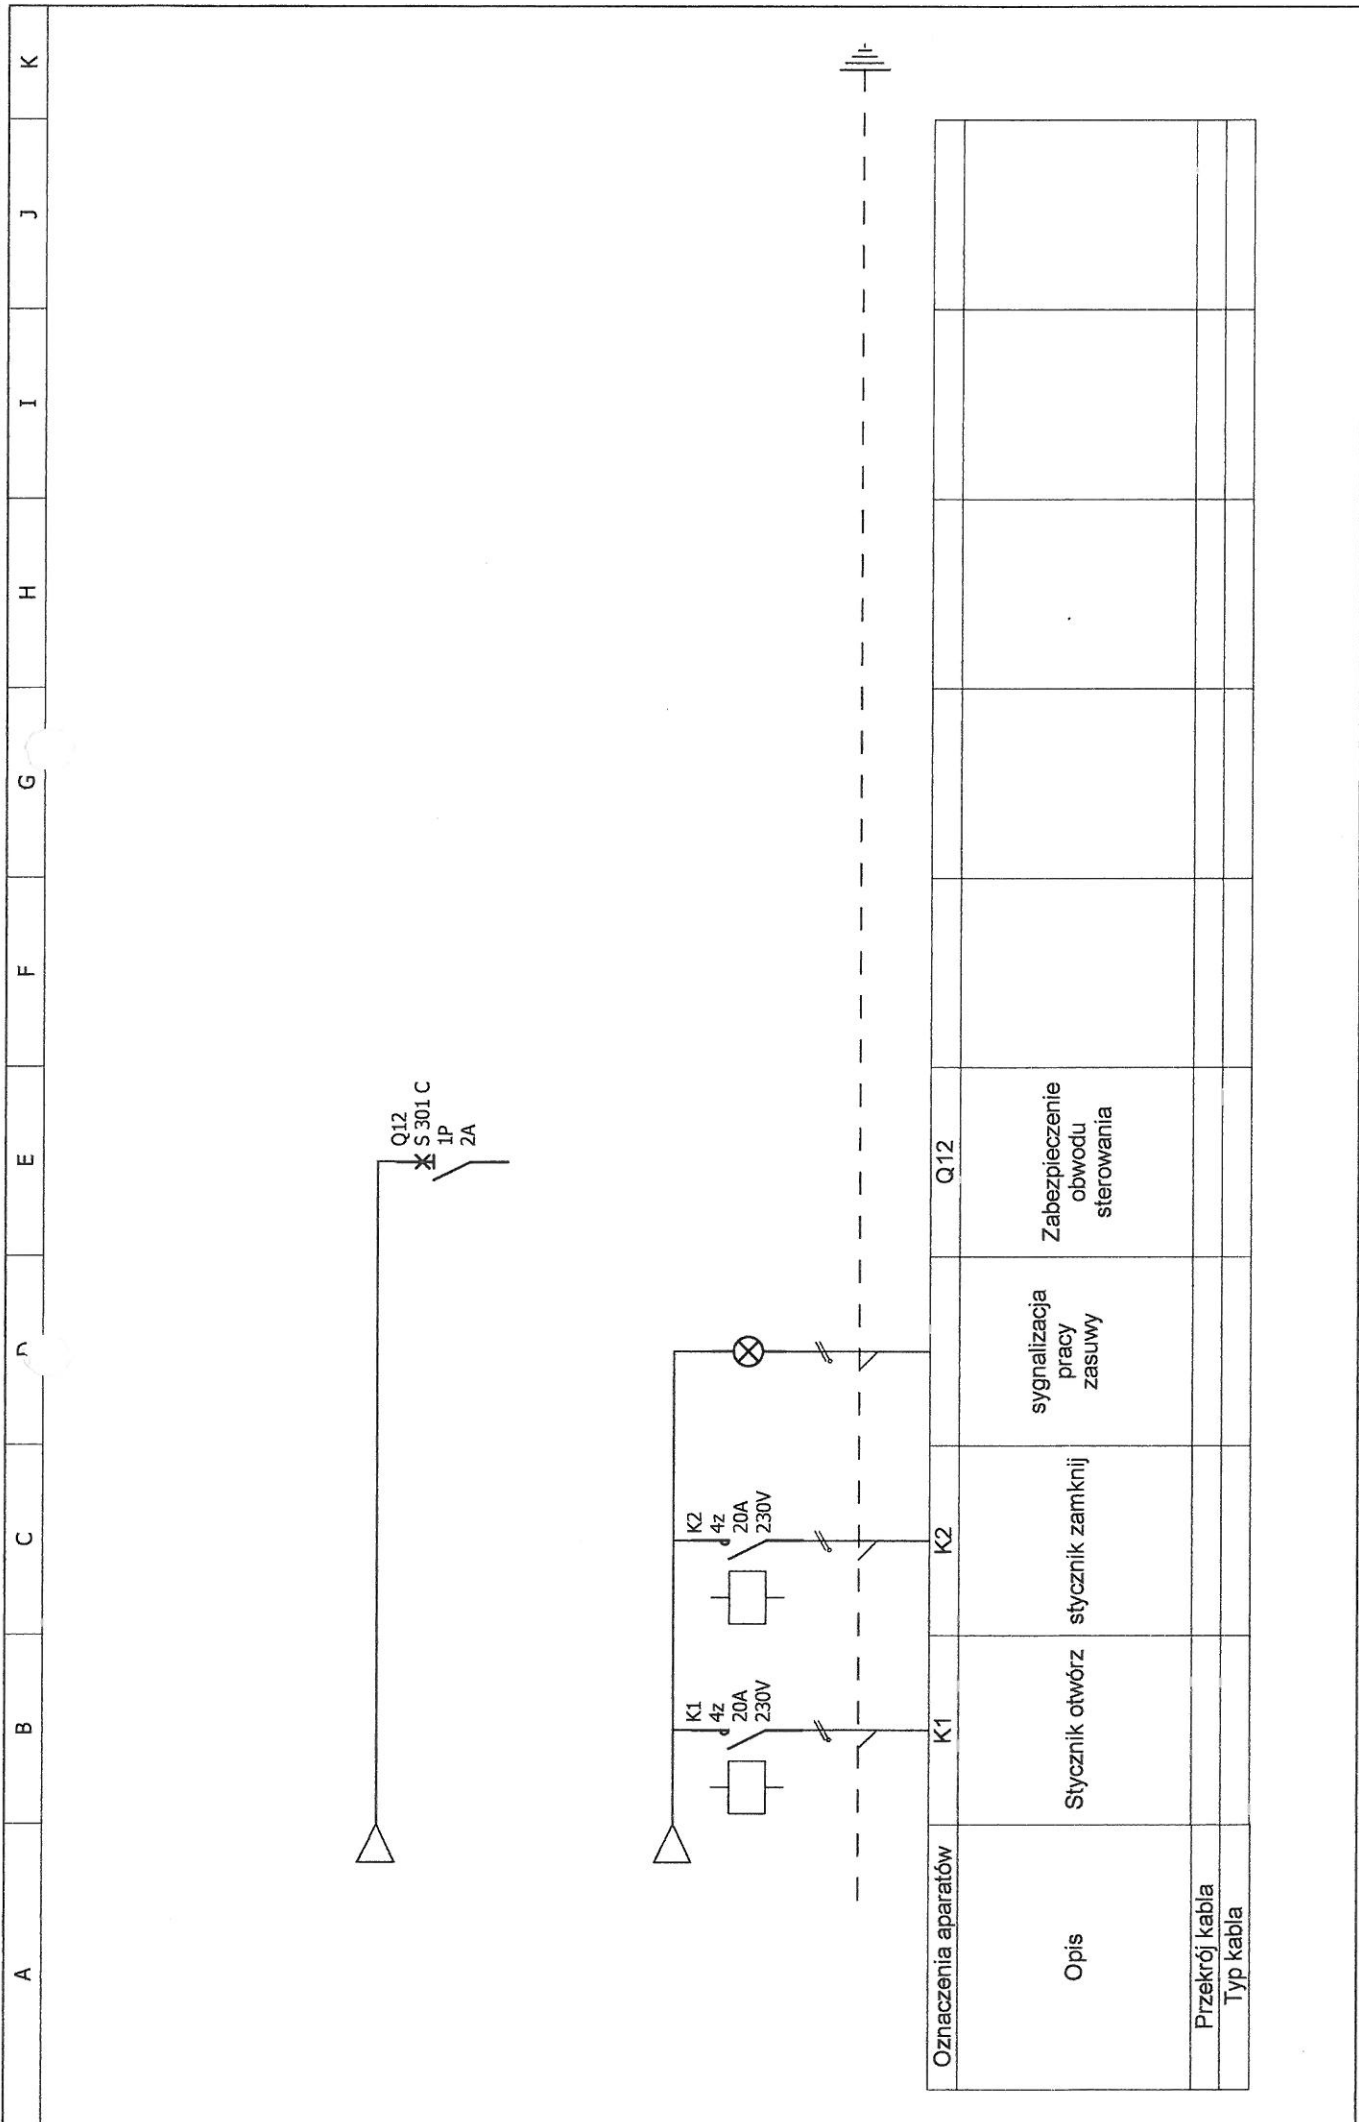 A
B
C
E
F
G
H
I
J
K
Q12
S 301 C
1P
2A
K1
4z
20A
230V
K2
4z
20A
230V
Oznaczenia aparatów
K1
K2
Q12
Opis
Stycznik otwórz
stycznik zamknij
sygnalizacja
pracy
zasuwy
Zabezpieczenie
obwodu
sterowania
Przekrój kabla
Typ kabla